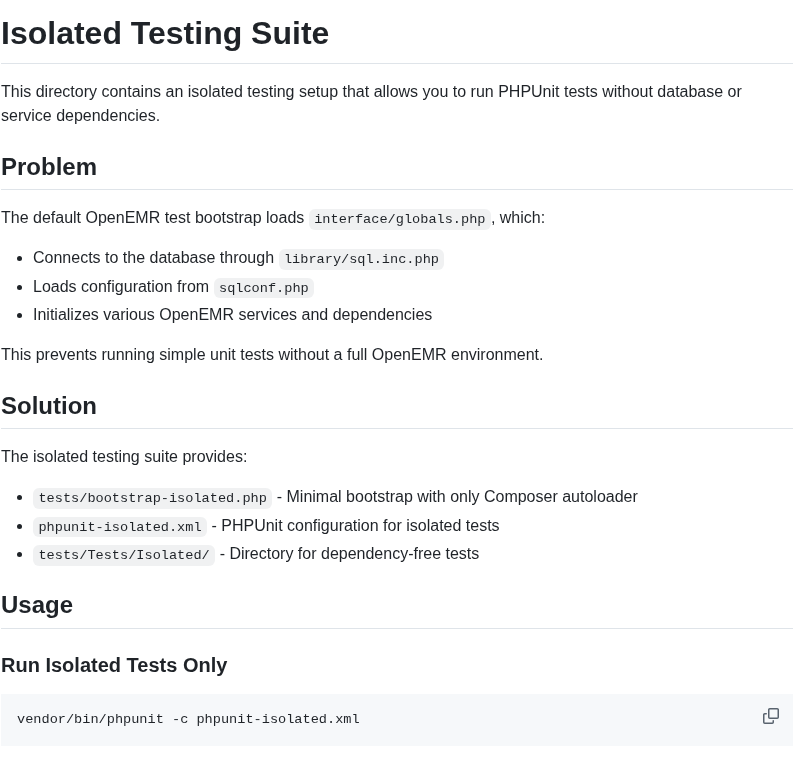 Isolated Testing Suite
This directory contains an isolated testing setup that allows you to run PHPUnit tests without database or
service dependencies.
Problem
The default OpenEMR test bootstrap loads interface/globals.php, which:
Connects to the database through library/sql.inc.php
Loads configuration from sqlconf.php
Initializes various OpenEMR services and dependencies
This prevents running simple unit tests without a full OpenEMR environment.
Solution
The isolated testing suite provides:
tests/bootstrap-isolated.php - Minimal bootstrap with only Composer autoloader
phpunit-isolated.xml - PHPUnit configuration for isolated tests
tests/Tests/Isolated/ - Directory for dependency-free tests
Usage
Run Isolated Tests Only
vendor/bin/phpunit -c phpunit-isolated.xml